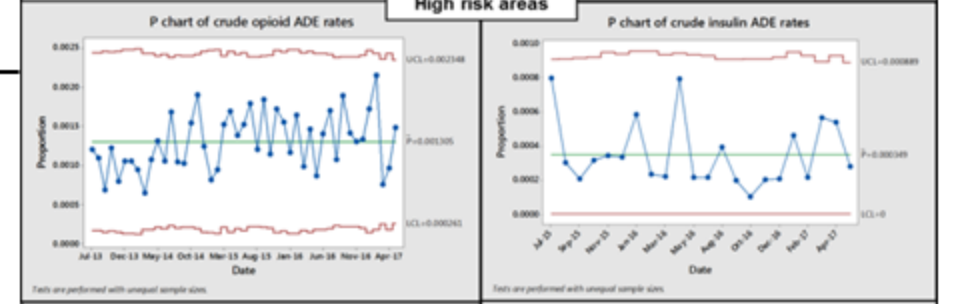 High risk areas
P chart of crude opioid ADE rates
0.0025
0.0020
0.0015
0.0010
0.0005
0.0000
Proportion
UCL=0.002348
P̄=0.001305
LCL=0.000261
Jul-13 Dec-13 May-14 Oct-14 Mar-15 Aug-15 Jan-16 Jun-16 Nov-16 Apr-17
Date
Tests are performed with unequal sample sizes.
P chart of crude insulin ADE rates
0.0010
0.0008
0.0006
0.0004
0.0002
0.0000
Proportion
UCL=0.000889
P̄=0.000349
LCL=0
Jul-15 Sep-15 Nov-15 Jan-16 Mar-16 May-16 Aug-16 Oct-16 Dec-16 Feb-17 Apr-17
Date
Tests are performed with unequal sample sizes.